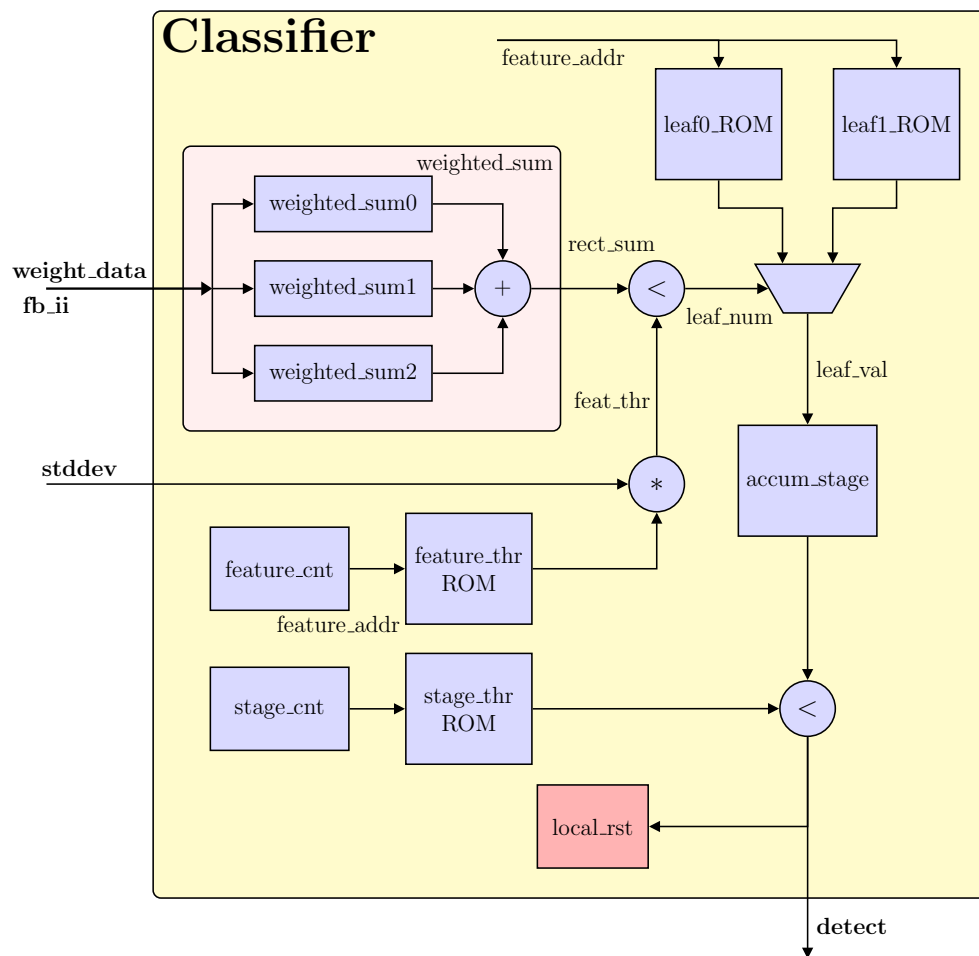 Classifier
feature_addr
leaf0_ROM
leaf1_ROM
weighted_sum
weighted_sum0
weight_data
fb_ii
weighted_sum1
+
rect_sum
<
leaf_num
weighted_sum2
leaf_val
feat_thr
stddev
*
accum_stage
feature_cnt
feature_thr
ROM
feature_addr
stage_cnt
stage_thr
ROM
<
local_rst
detect